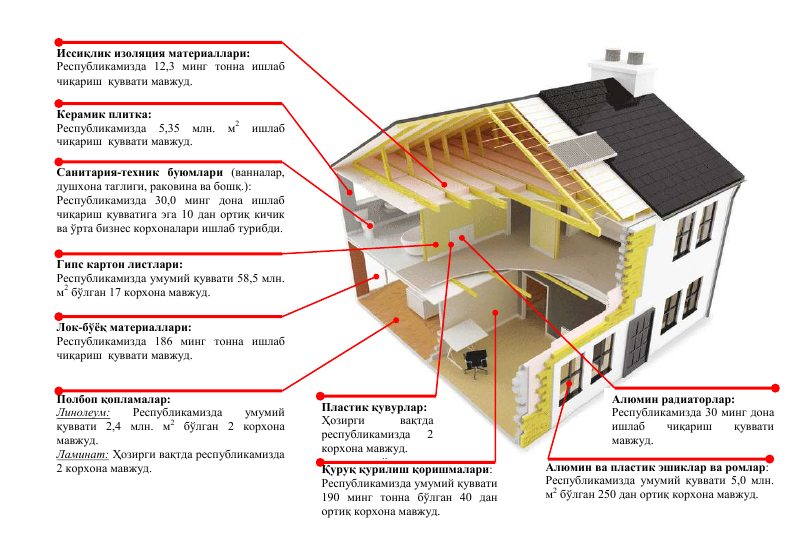 Иссиқлик изоляция материаллари:
Республикамизда 12,3 минг тонна ишлаб
чиқариш қуввати мавжуд.
Керамик плитка:
Республикамизда 5,35 млн. м² ишлаб
чиқариш қуввати мавжуд.
Санитария-техник буюмлари (ванналар,
душхона таглиги, раковина ва бошқ.):
Республикамизда 30,0 минг дона ишлаб
чиқариш қувватига эга 10 дан ортиқ кичик
ва ўрта бизнес корхоналари ишлаб турибди.
Гипс картон листлари:
Республикамизда умумий қуввати 58,5 млн.
м² бўлган 17 корхона мавжуд.
Лок-бўёқ материаллари:
Республикамизда 186 минг тонна ишлаб
чиқариш қуввати мавжуд.
Полбоп қопламалар:
Линолеум: Республикамизда умумий
қуввати 2,4 млн. м² бўлган 2 корхона
мавжуд.
Ламинат: Ҳозирги вақтда республикамизда
2 корхона мавжуд.
Пластик қувурлар:
Ҳозирги вақтда
республикамизда 2
корхона мавжуд.
Қуруқ қурилиш қоришмалари:
Республикамизда умумий қуввати
190 минг тонна бўлган 40 дан
ортиқ корхона мавжуд.
Алюмин радиаторлар:
Республикамизда 30 минг дона
ишлаб чиқариш қуввати
мавжуд.
Алюмин ва пластик эшиклар ва ромлар:
Республикамизда умумий қуввати 5,0 млн.
м² бўлган 250 дан ортиқ корхона мавжуд.